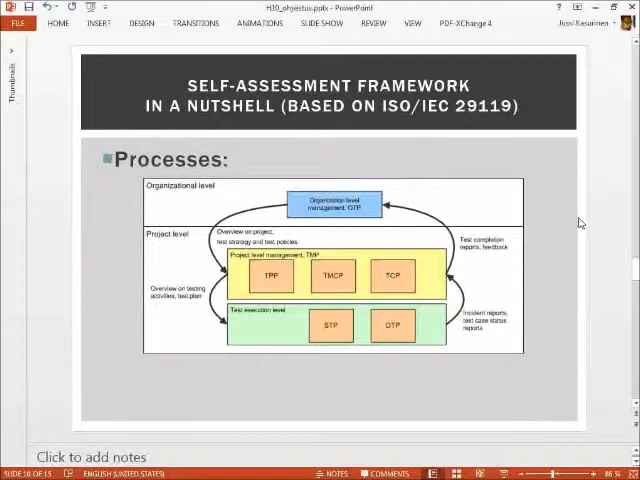 H10_ohjeistus.pptx - PowerPoint
FILE HOME INSERT DESIGN TRANSITIONS ANIMATIONS SLIDE SHOW REVIEW VIEW PDF-XChange 4 Jussi Kasurinen
Thumbnails
SELF-ASSESSMENT FRAMEWORK
IN A NUTSHELL (BASED ON ISO/IEC 29119)
Processes:
Organizational level
Organization-level
management, OTP
Project level
Overview on project,
test strategy and test policies
Test completion
reports, feedback
Project level management, TMP
TPP TMCP TCP
Overview on testing
activities, test plan
Test execution level
STP DTP
Incident reports,
test case status
reports
Click to add notes
SLIDE 10 OF 15 ENGLISH (UNITED STATES) NOTES COMMENTS 86 %